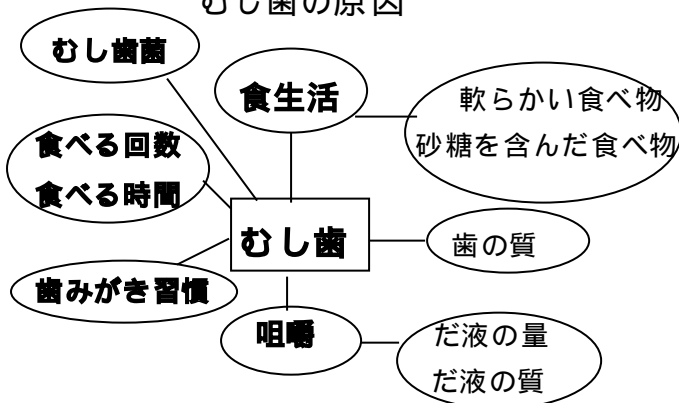 むし歯の原因
むし歯菌
食生活
軟らかい食べ物
砂糖を含んだ食べ物
食べる回数
食べる時間
むし歯
歯の質
歯みがき習慣
咀嚼
だ液の量
だ液の質